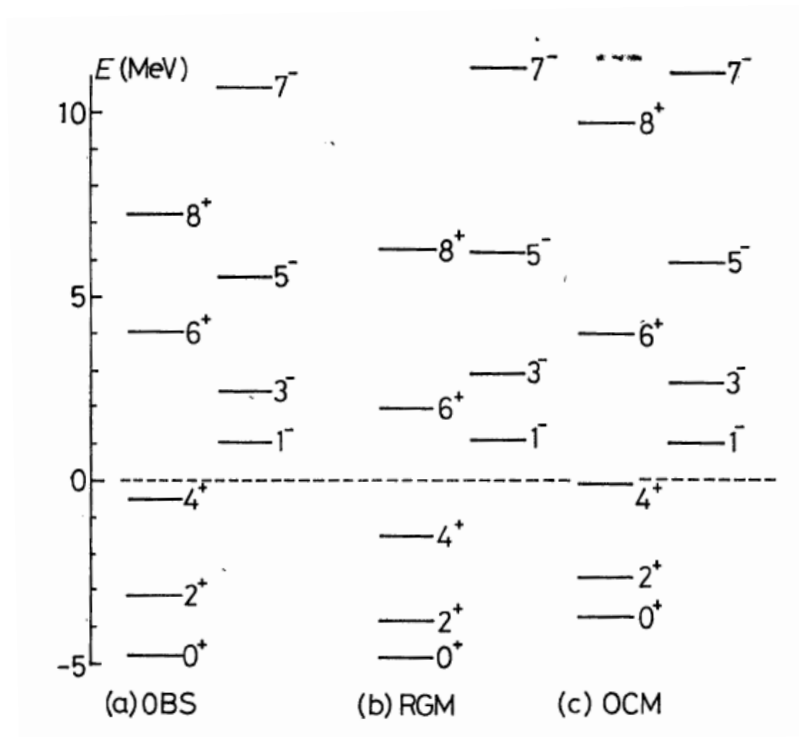 E (MeV)
7⁻ 7⁻ 7⁻
10 8⁺
8⁺
8⁺ 5⁻ 5⁻
5⁻
5
6⁺ 6⁺
3⁻ 3⁻ 3⁻
6⁺
1⁻ 1⁻ 1⁻
0
4⁺ 4⁺
4⁺
2⁺ 2⁺
2⁺ 0⁺
0⁺ 0⁺
-5
(a) OBS (b) RGM (c) OCM